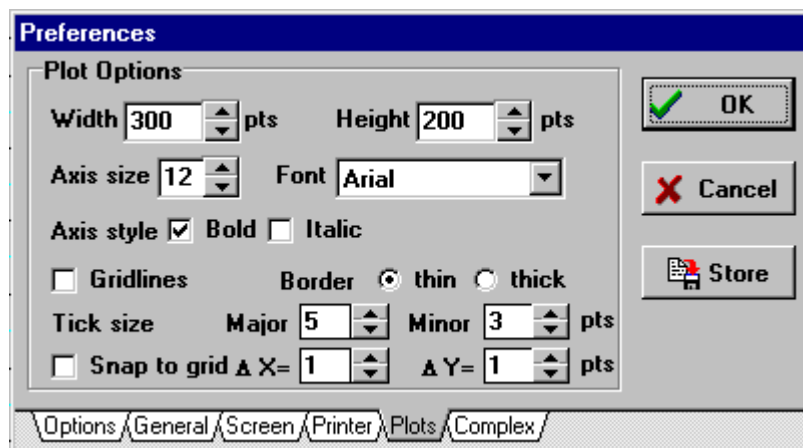 Preferences
Plot Options
Width 300 pts Height 200 pts
OK
Axis size 12 Font Arial
Cancel
Axis style Bold Italic
Gridlines Border thin thick
Store
Tick size Major 5 Minor 3 pts
Snap to grid Δ X= 1 Δ Y= 1 pts
Options General Screen Printer Plots Complex